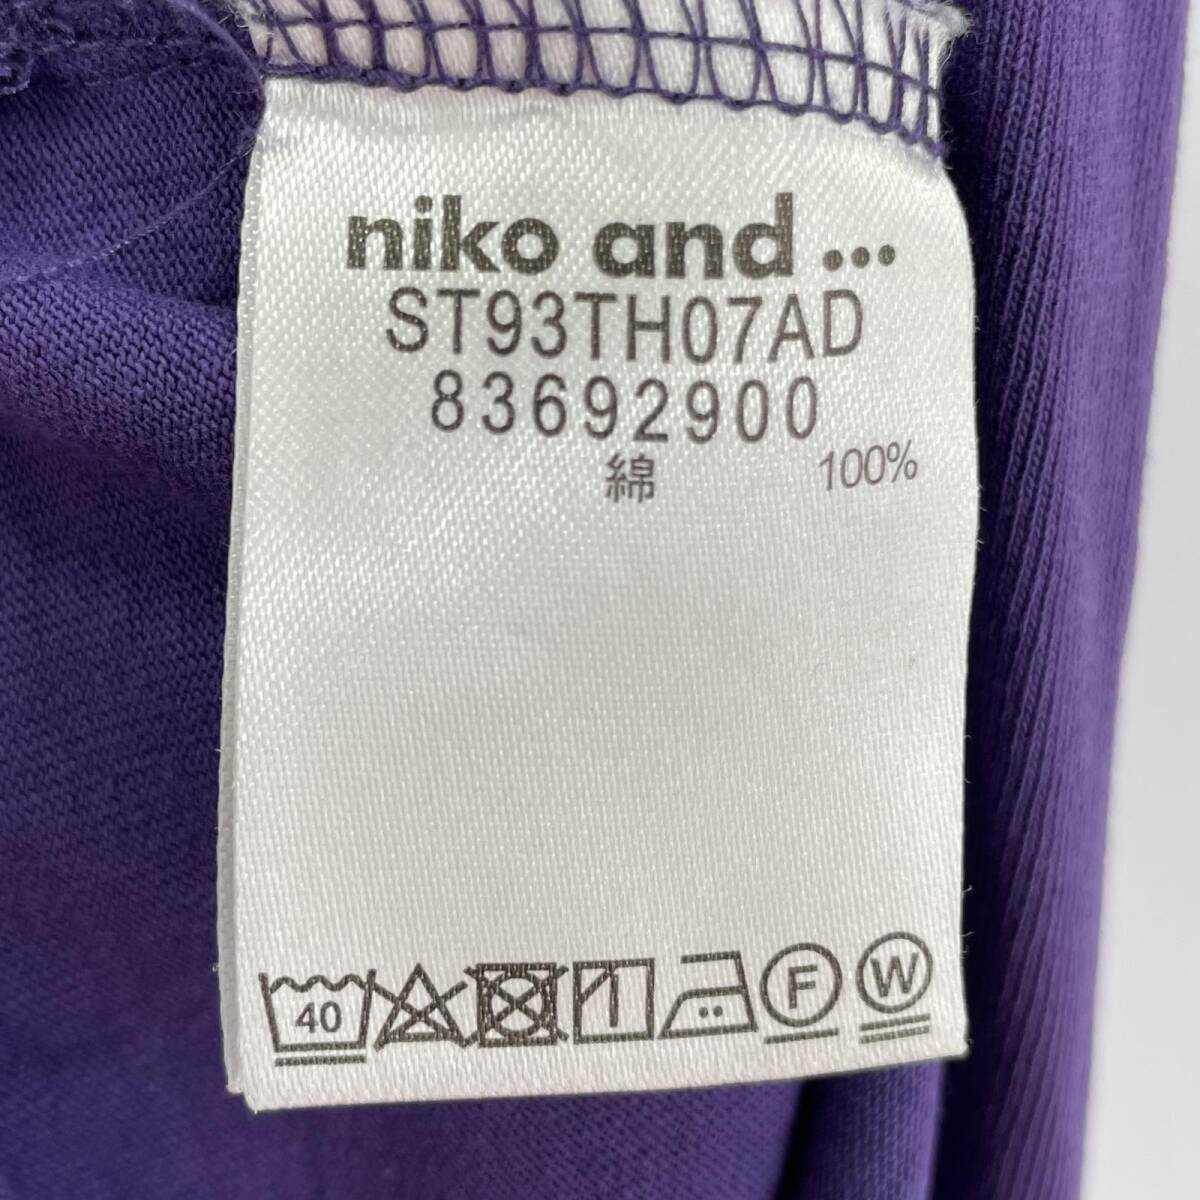 niko and ...
ST93TH07AD
83692900
綿 100%
40 F W